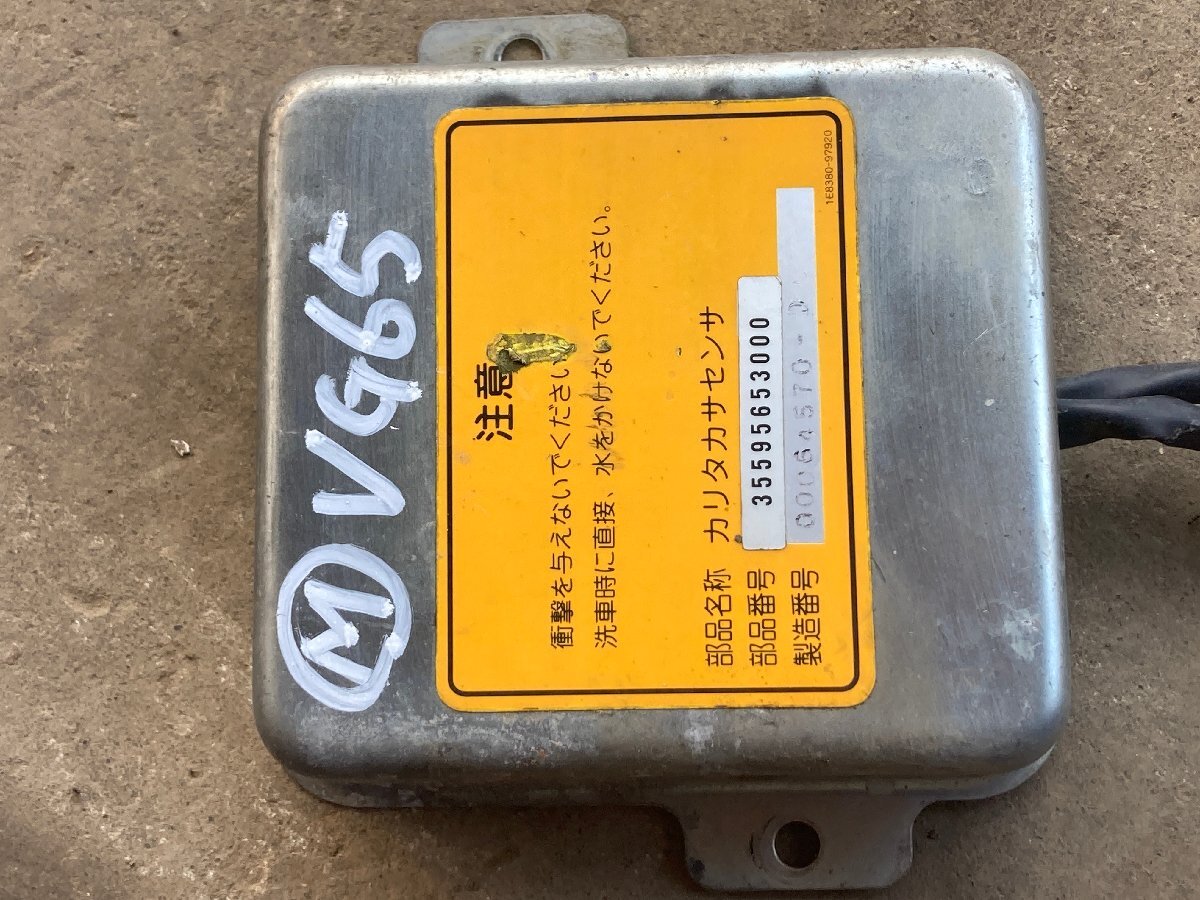 Ⓜ VG65
注意
衝撃を与えないでください
洗車時に直接、水をかけないでください。
部品名称 カリタカサセンサ
部品番号 35595653000
製造番号
1E8380-97920